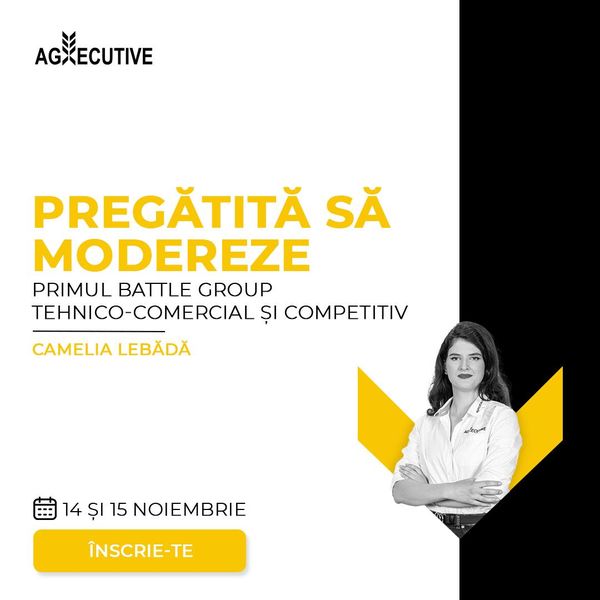 AGXECUTIVE
PREGĂTITĂ SĂ
MODEREZE
PRIMUL BATTLE GROUP
TEHNICO-COMERCIAL ȘI COMPETITIV
CAMELIA LEBĂDĂ
AGXECUTIVE
14 ȘI 15 NOIEMBRIE
ÎNSCRIE-TE